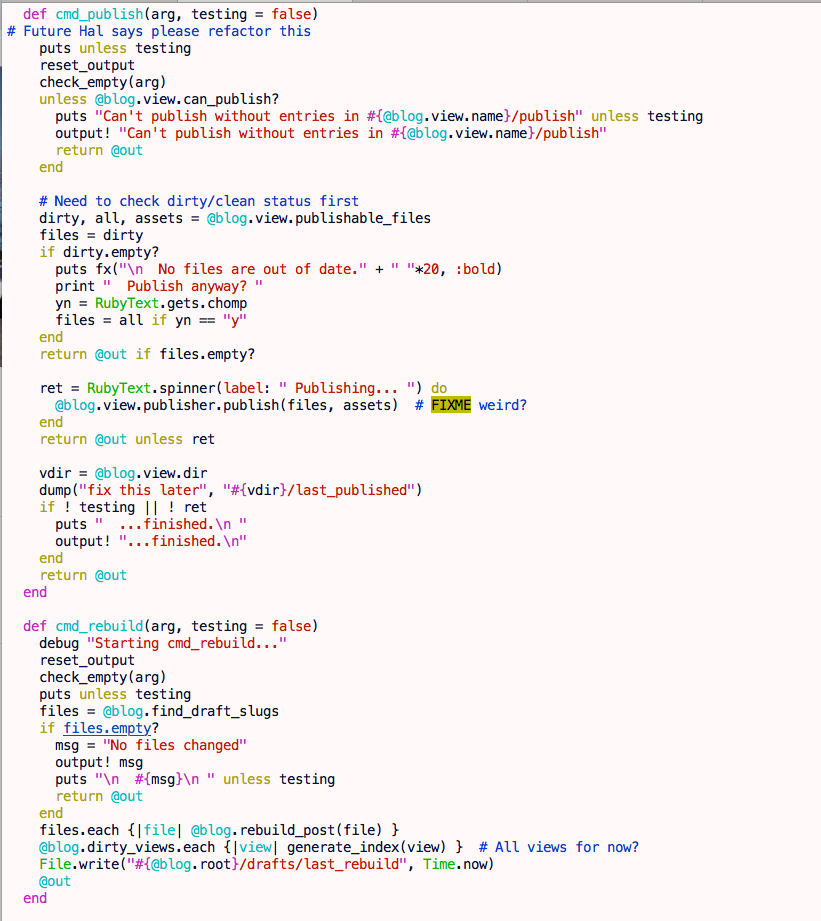 def cmd_publish(arg, testing = false)
# Future Hal says please refactor this
    puts unless testing
    reset_output
    check_empty(arg)
    unless @blog.view.can_publish?
      puts "Can't publish without entries in #{@blog.view.name}/publish" unless testing
      output! "Can't publish without entries in #{@blog.view.name}/publish"
      return @out
    end

    # Need to check dirty/clean status first
    dirty, all, assets = @blog.view.publishable_files
    files = dirty
    if dirty.empty?
      puts fx("\n  No files are out of date." + " "*20, :bold)
      print "  Publish anyway? "
      yn = RubyText.gets.chomp
      files = all if yn == "y"
    end
    return @out if files.empty?

    ret = RubyText.spinner(label: " Publishing... ") do
      @blog.view.publisher.publish(files, assets)  # FIXME weird?
    end
    return @out unless ret

    vdir = @blog.view.dir
    dump("fix this later", "#{vdir}/last_published")
    if ! testing || ! ret
      puts "  ...finished.\n "
      output! "...finished.\n"
    end
    return @out
  end

  def cmd_rebuild(arg, testing = false)
    debug "Starting cmd_rebuild..."
    reset_output
    check_empty(arg)
    puts unless testing
    files = @blog.find_draft_slugs
    if files.empty?
      msg = "No files changed"
      output! msg
      puts "\n  #{msg}\n " unless testing
      return @out
    end
    files.each {|file| @blog.rebuild_post(file) }
    @blog.dirty_views.each {|view| generate_index(view) }  # All views for now?
    File.write("#{@blog.root}/drafts/last_rebuild", Time.now)
    @out
  end